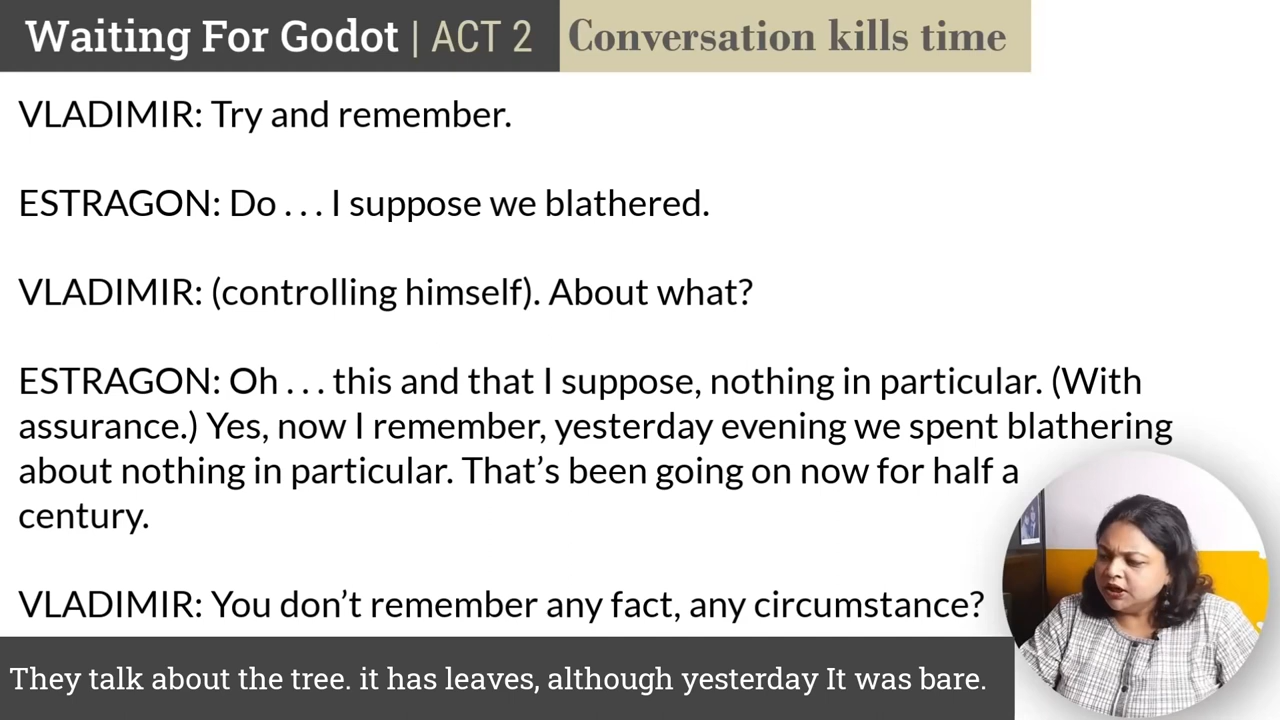 Waiting For Godot | ACT 2 Conversation kills time
VLADIMIR: Try and remember.
ESTRAGON: Do . . . I suppose we blathered.
VLADIMIR: (controlling himself). About what?
ESTRAGON: Oh . . . this and that I suppose, nothing in particular. (With
assurance.) Yes, now I remember, yesterday evening we spent blathering
about nothing in particular. That’s been going on now for half a
century.
VLADIMIR: You don’t remember any fact, any circumstance?
They talk about the tree. it has leaves, although yesterday It was bare.